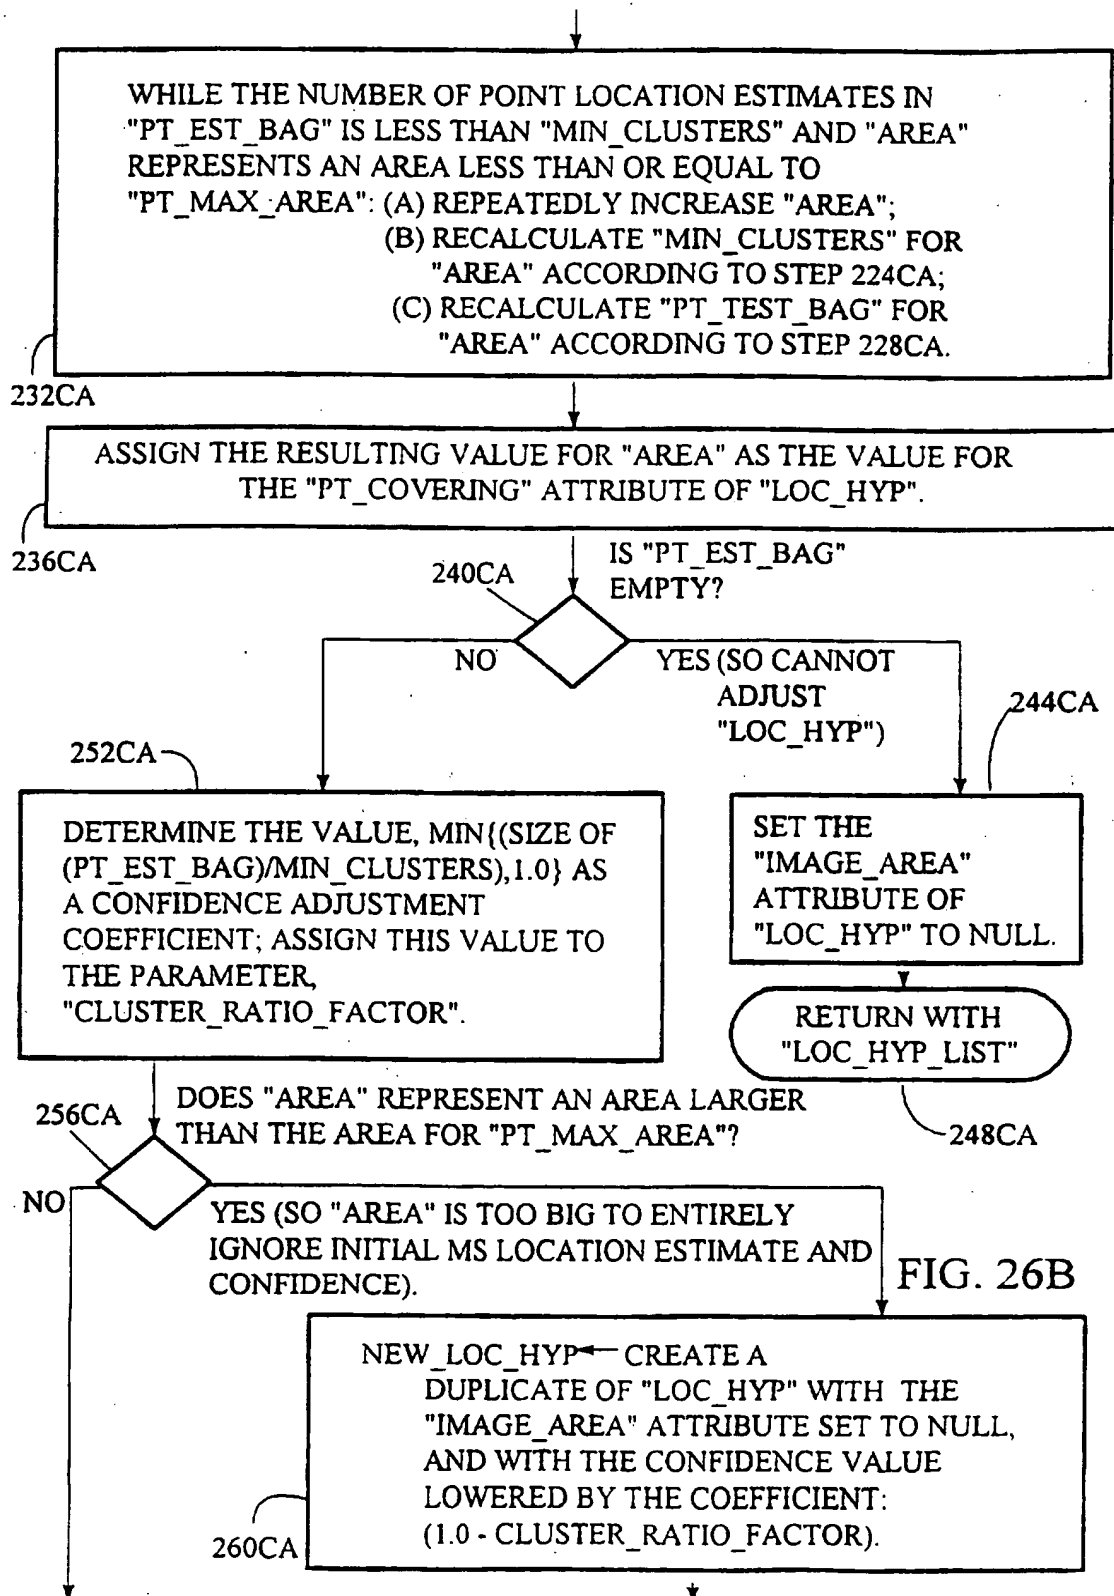 WHILE THE NUMBER OF POINT LOCATION ESTIMATES IN
"PT_EST_BAG" IS LESS THAN "MIN_CLUSTERS" AND "AREA"
REPRESENTS AN AREA LESS THAN OR EQUAL TO
"PT_MAX_AREA": (A) REPEATEDLY INCREASE "AREA";
(B) RECALCULATE "MIN_CLUSTERS" FOR
"AREA" ACCORDING TO STEP 224CA;
(C) RECALCULATE "PT_TEST_BAG" FOR
"AREA" ACCORDING TO STEP 228CA.
232CA
ASSIGN THE RESULTING VALUE FOR "AREA" AS THE VALUE FOR
THE "PT_COVERING" ATTRIBUTE OF "LOC_HYP".
236CA
IS "PT_EST_BAG"
EMPTY?
240CA
NO
YES (SO CANNOT
ADJUST
"LOC_HYP")
244CA
252CA
DETERMINE THE VALUE, MIN{(SIZE OF
(PT_EST_BAG)/MIN_CLUSTERS),1.0} AS
A CONFIDENCE ADJUSTMENT
COEFFICIENT; ASSIGN THIS VALUE TO
THE PARAMETER,
"CLUSTER_RATIO_FACTOR".
SET THE
"IMAGE_AREA"
ATTRIBUTE OF
"LOC_HYP" TO NULL.
RETURN WITH
"LOC_HYP_LIST"
248CA
DOES "AREA" REPRESENT AN AREA LARGER
THAN THE AREA FOR "PT_MAX_AREA"?
256CA
NO
YES (SO "AREA" IS TOO BIG TO ENTIRELY
IGNORE INITIAL MS LOCATION ESTIMATE AND
CONFIDENCE).
FIG. 26B
NEW_LOC_HYP ← CREATE A
DUPLICATE OF "LOC_HYP" WITH THE
"IMAGE_AREA" ATTRIBUTE SET TO NULL,
AND WITH THE CONFIDENCE VALUE
LOWERED BY THE COEFFICIENT:
(1.0 - CLUSTER_RATIO_FACTOR).
260CA